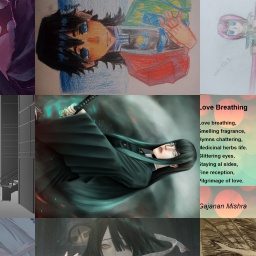 Love Breathing
Love breathing,
Smelling fragrance,
Hymns chattering,
Medicinal herbs life.
Glittering eyes,
Staying at sides,
Fine reception,
Pilgrimage of love.
Gajanan Mishra